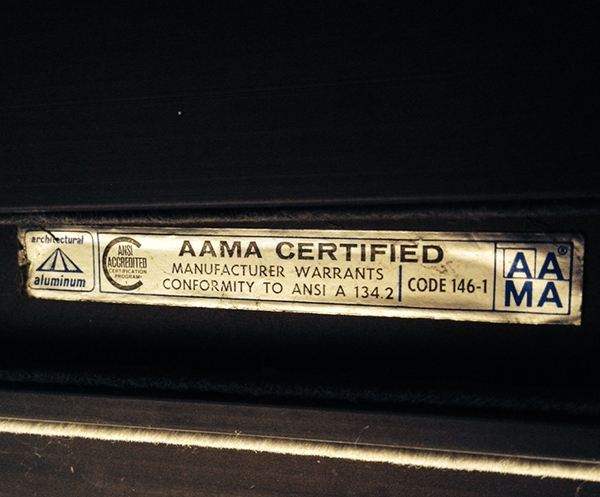 architectural
aluminum
ANSI
ACCREDITED
CERTIFICATION
PROGRAM
AAMA CERTIFIED
MANUFACTURER WARRANTS
CONFORMITY TO ANSI A 134.2
CODE 146-1
AA®
MA